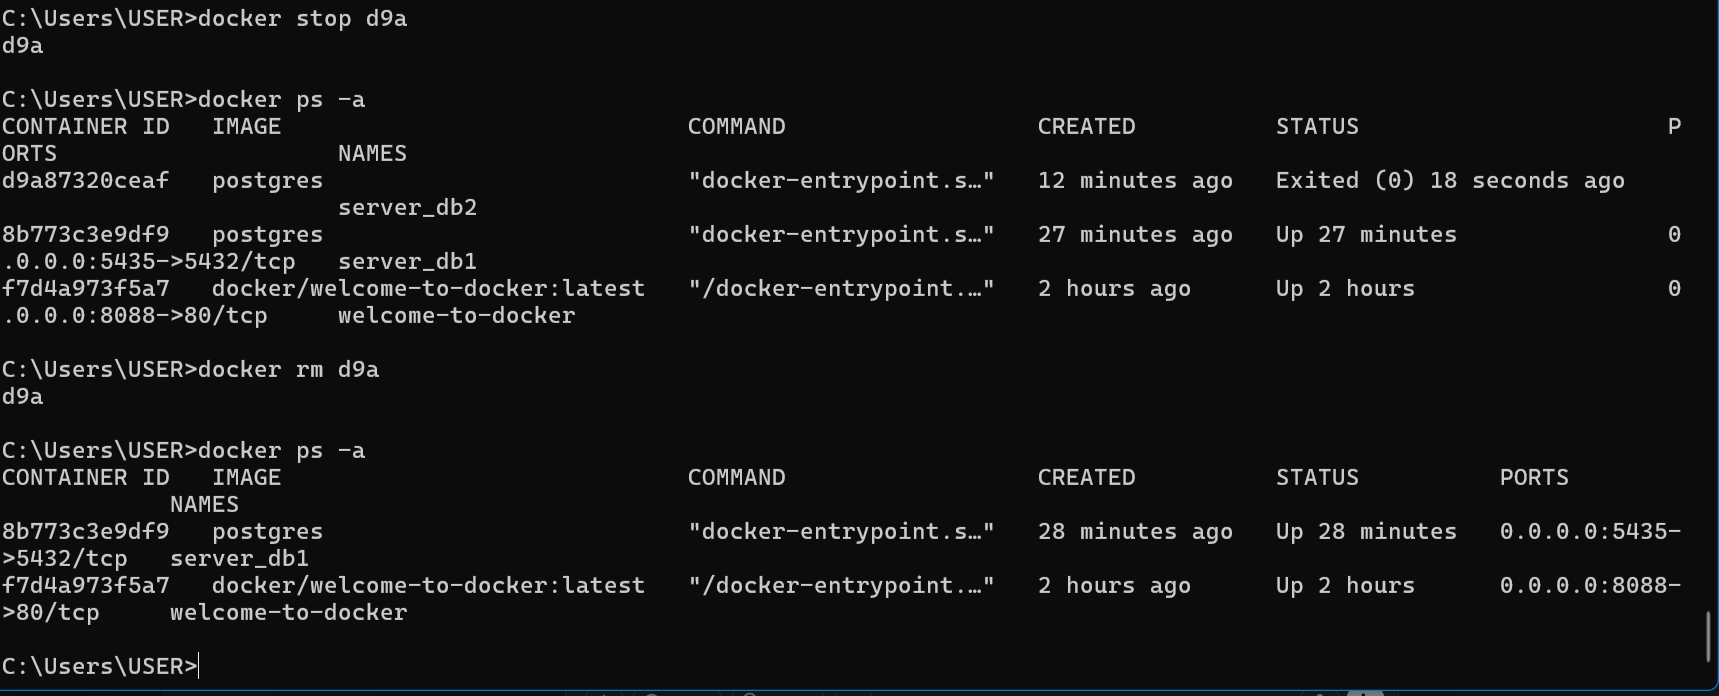 C:\Users\USER>docker stop d9a
d9a

C:\Users\USER>docker ps -a
CONTAINER ID   IMAGE                             COMMAND                  CREATED          STATUS                      P
ORTS                    NAMES
d9a87320ceaf   postgres                          "docker-entrypoint.s…"   12 minutes ago   Exited (0) 18 seconds ago
                        server_db2
8b773c3e9df9   postgres                          "docker-entrypoint.s…"   27 minutes ago   Up 27 minutes               0
.0.0.0:5435->5432/tcp   server_db1
f7d4a973f5a7   docker/welcome-to-docker:latest   "/docker-entrypoint.…"   2 hours ago      Up 2 hours                  0
.0.0.0:8088->80/tcp     welcome-to-docker

C:\Users\USER>docker rm d9a
d9a

C:\Users\USER>docker ps -a
CONTAINER ID   IMAGE                             COMMAND                  CREATED          STATUS          PORTS
            NAMES
8b773c3e9df9   postgres                          "docker-entrypoint.s…"   28 minutes ago   Up 28 minutes   0.0.0.0:5435-
>5432/tcp   server_db1
f7d4a973f5a7   docker/welcome-to-docker:latest   "/docker-entrypoint.…"   2 hours ago      Up 2 hours      0.0.0.0:8088-
>80/tcp     welcome-to-docker

C:\Users\USER>